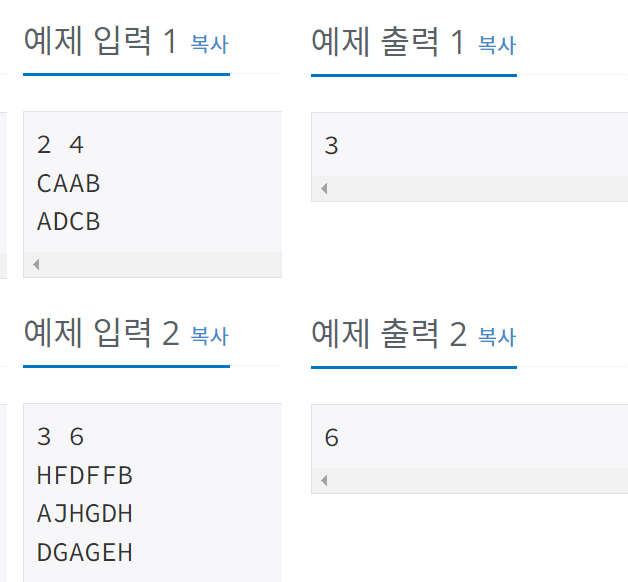 예제 입력 1 복사
2 4
CAAB
ADCB
예제 출력 1 복사
3
예제 입력 2 복사
3 6
HFDFFB
AJHGDH
DGAGEH
예제 출력 2 복사
6